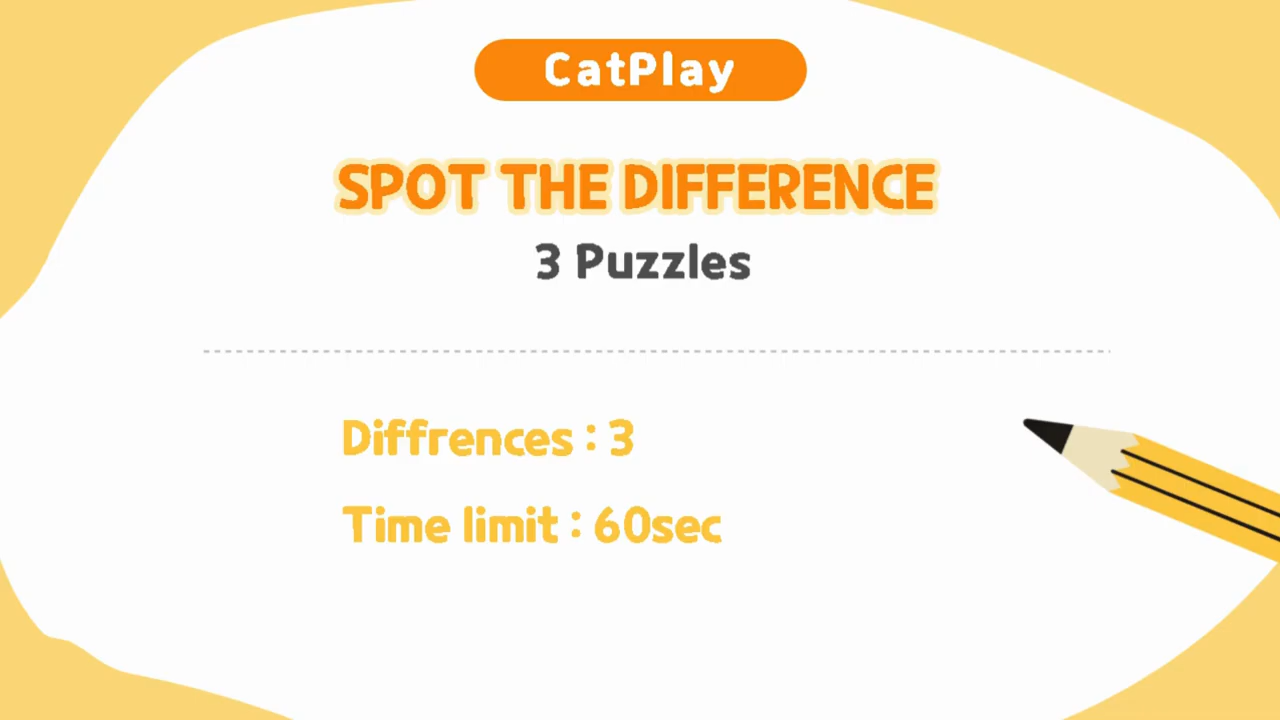 CatPlay
SPOT THE DIFFERENCE
3 Puzzles
Diffrences : 3
Time limit : 60sec